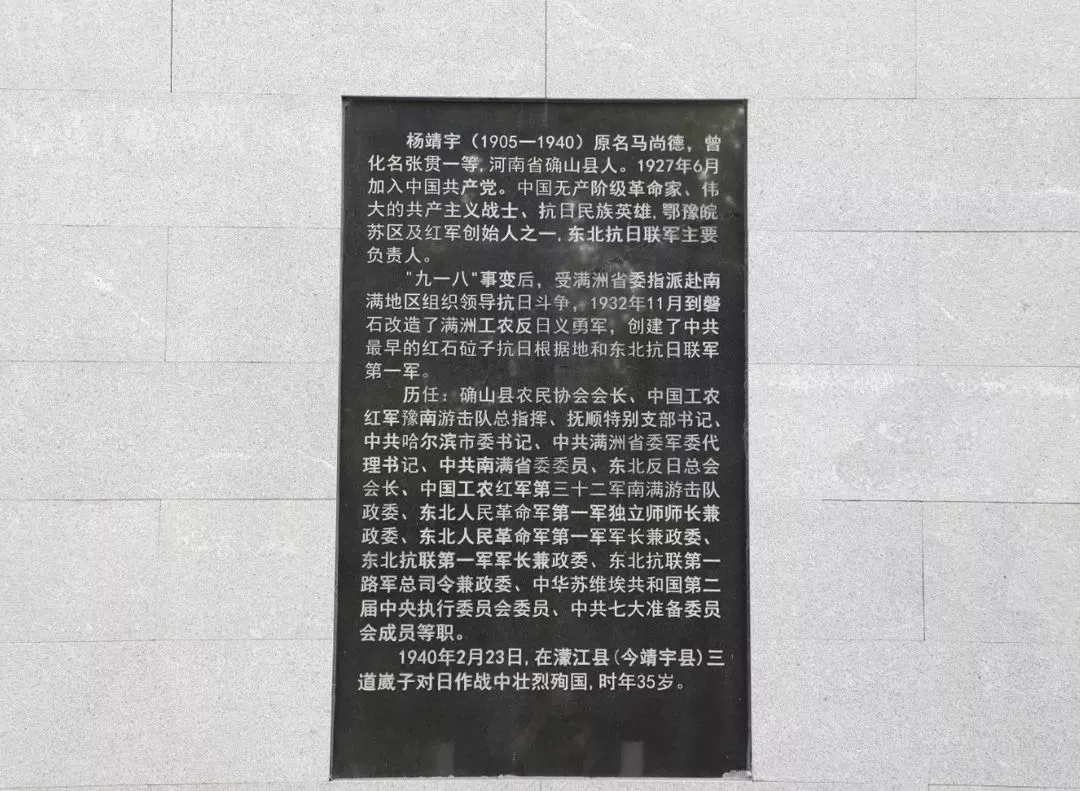 杨靖宇（1905—1940）原名马尚德，曾
化名张贯一等，河南省确山县人。1927年6月
加入中国共产党。中国无产阶级革命家、伟
大的共产主义战士、抗日民族英雄，鄂豫皖
苏区及红军创始人之一，东北抗日联军主要
负责人。
"九一八"事变后，受满洲省委指派赴南
满地区组织领导抗日斗争，1932年11月到磐
石改造了满洲工农反日义勇军，创建了中共
最早的红石砬子抗日根据地和东北抗日联军
第一军。
历任：确山县农民协会会长、中国工农
红军豫南游击队总指挥、抚顺特别支部书记、
中共哈尔滨市委书记、中共满洲省委军委代
理书记、中共南满省委委员、东北反日总会
会长、中国工农红军第三十二军南满游击队
政委、东北人民革命军第一军独立师师长兼
政委、东北人民革命军第一军军长兼政委、
东北抗联第一军军长兼政委、东北抗联第一
路军总司令兼政委、中华苏维埃共和国第二
届中央执行委员会委员、中共七大准备委员
会成员等职。
1940年2月23日，在濛江县(今靖宇县)三
道崴子对日作战中壮烈殉国，时年35岁。